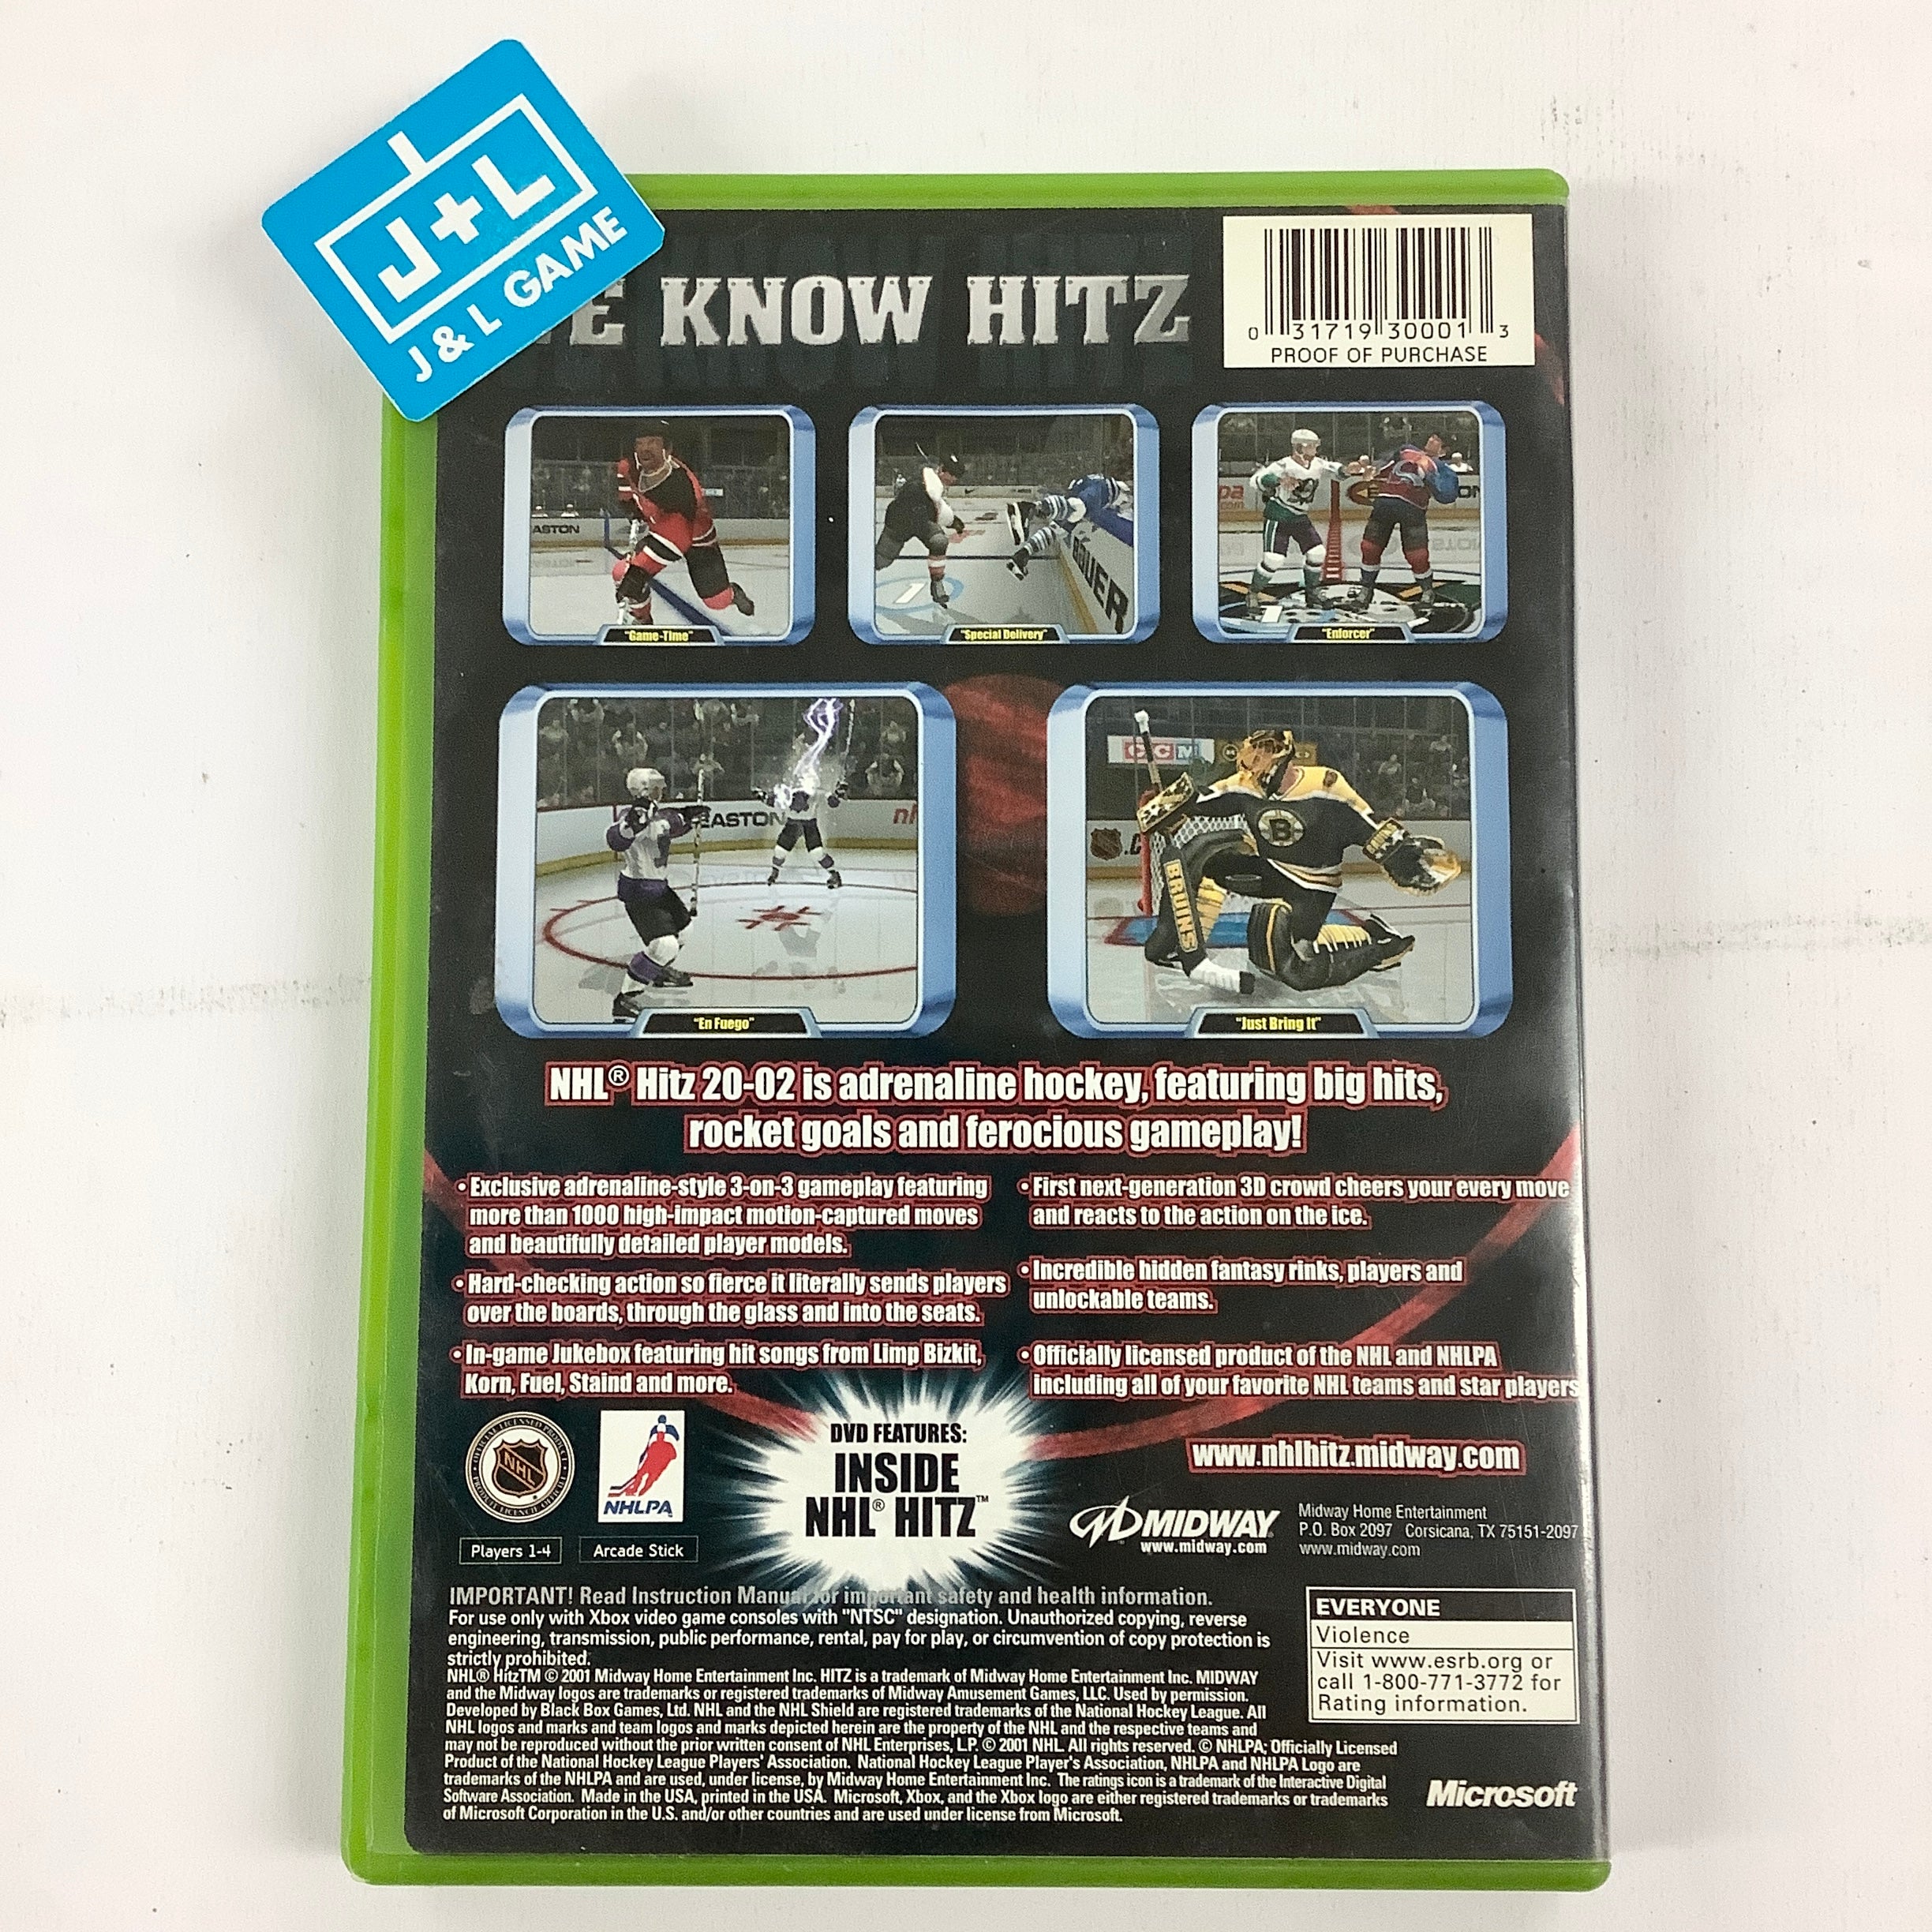 J+L
J & L GAME
E KNOW HITZ
0 31719 30001 3
PROOF OF PURCHASE
EASTON
"Game-Time"
BAUER
"Special Delivery"
"Enforcer"
EASTON
"En Fuego"
CCM
B
BRUINS
"Just Bring It"
NHL® Hitz 20-02 is adrenaline hockey, featuring big hits,
rocket goals and ferocious gameplay!
• Exclusive adrenaline-style 3-on-3 gameplay featuring
more than 1000 high-impact motion-captured moves
and beautifully detailed player models.
• Hard-checking action so fierce it literally sends players
over the boards, through the glass and into the seats.
• In-game Jukebox featuring hit songs from Limp Bizkit,
Korn, Fuel, Staind and more.
• First next-generation 3D crowd cheers your every move
and reacts to the action on the ice.
• Incredible hidden fantasy rinks, players and
unlockable teams.
• Officially licensed product of the NHL and NHLPA
including all of your favorite NHL teams and star players
NHL
NHLPA
Players 1-4
Arcade Stick
DVD FEATURES:
INSIDE
NHL® HITZ™
www.nhlhitz.midway.com
MIDWAY
www.midway.com
Midway Home Entertainment
P.O. Box 2097 Corsicana, TX 75151-2097
www.midway.com
IMPORTANT! Read Instruction Manual for important safety and health information.
For use only with Xbox video game consoles with "NTSC" designation. Unauthorized copying, reverse
engineering, transmission, public performance, rental, pay for play, or circumvention of copy protection is
strictly prohibited.
NHL® HitzTM © 2001 Midway Home Entertainment Inc. HITZ is a trademark of Midway Home Entertainment Inc. MIDWAY
and the Midway logos are trademarks or registered trademarks of Midway Amusement Games, LLC. Used by permission.
Developed by Black Box Games, Ltd. NHL and the NHL Shield are registered trademarks of the National Hockey League. All
NHL logos and marks and team logos and marks depicted herein are the property of the NHL and the respective teams and
may not be reproduced without the prior written consent of NHL Enterprises, L.P. © 2001 NHL. All rights reserved. © NHLPA; Officially Licensed
Product of the National Hockey League Players' Association. National Hockey League Player's Association, NHLPA and NHLPA Logo are
trademarks of the NHLPA and are used, under license, by Midway Home Entertainment Inc. The ratings icon is a trademark of the Interactive Digital
Software Association. Made in the USA, printed in the USA. Microsoft, Xbox, and the Xbox logo are either registered trademarks or trademarks
of Microsoft Corporation in the U.S. and/or other countries and are used under license from Microsoft.
EVERYONE
Violence
Visit www.esrb.org or
call 1-800-771-3772 for
Rating information.
Microsoft